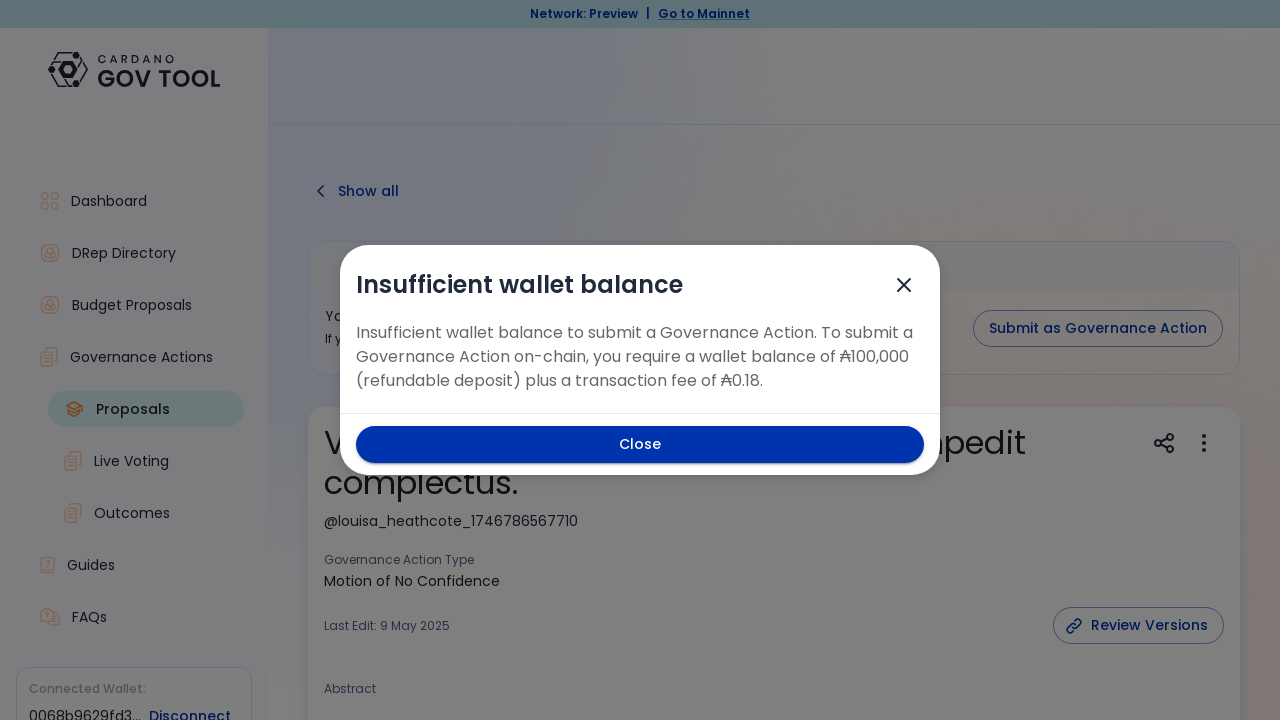 Network: Preview | Go to Mainnet
CARDANO
GOV TOOL
Dashboard
DRep Directory
Budget Proposals
Governance Actions
Proposals
Live Voting
Outcomes
Guides
FAQs
Connected Wallet:
0068b9629fd3... Disconnect
Show all
Submit as Governance Action
Insufficient wallet balance
Insufficient wallet balance to submit a Governance Action. To submit a
Governance Action on-chain, you require a wallet balance of ₳100,000
(refundable deposit) plus a transaction fee of ₳0.18.
Close
complectus.
@louisa_heathcote_1746786567710
Governance Action Type
Motion of No Confidence
Last Edit: 9 May 2025
Review Versions
Abstract